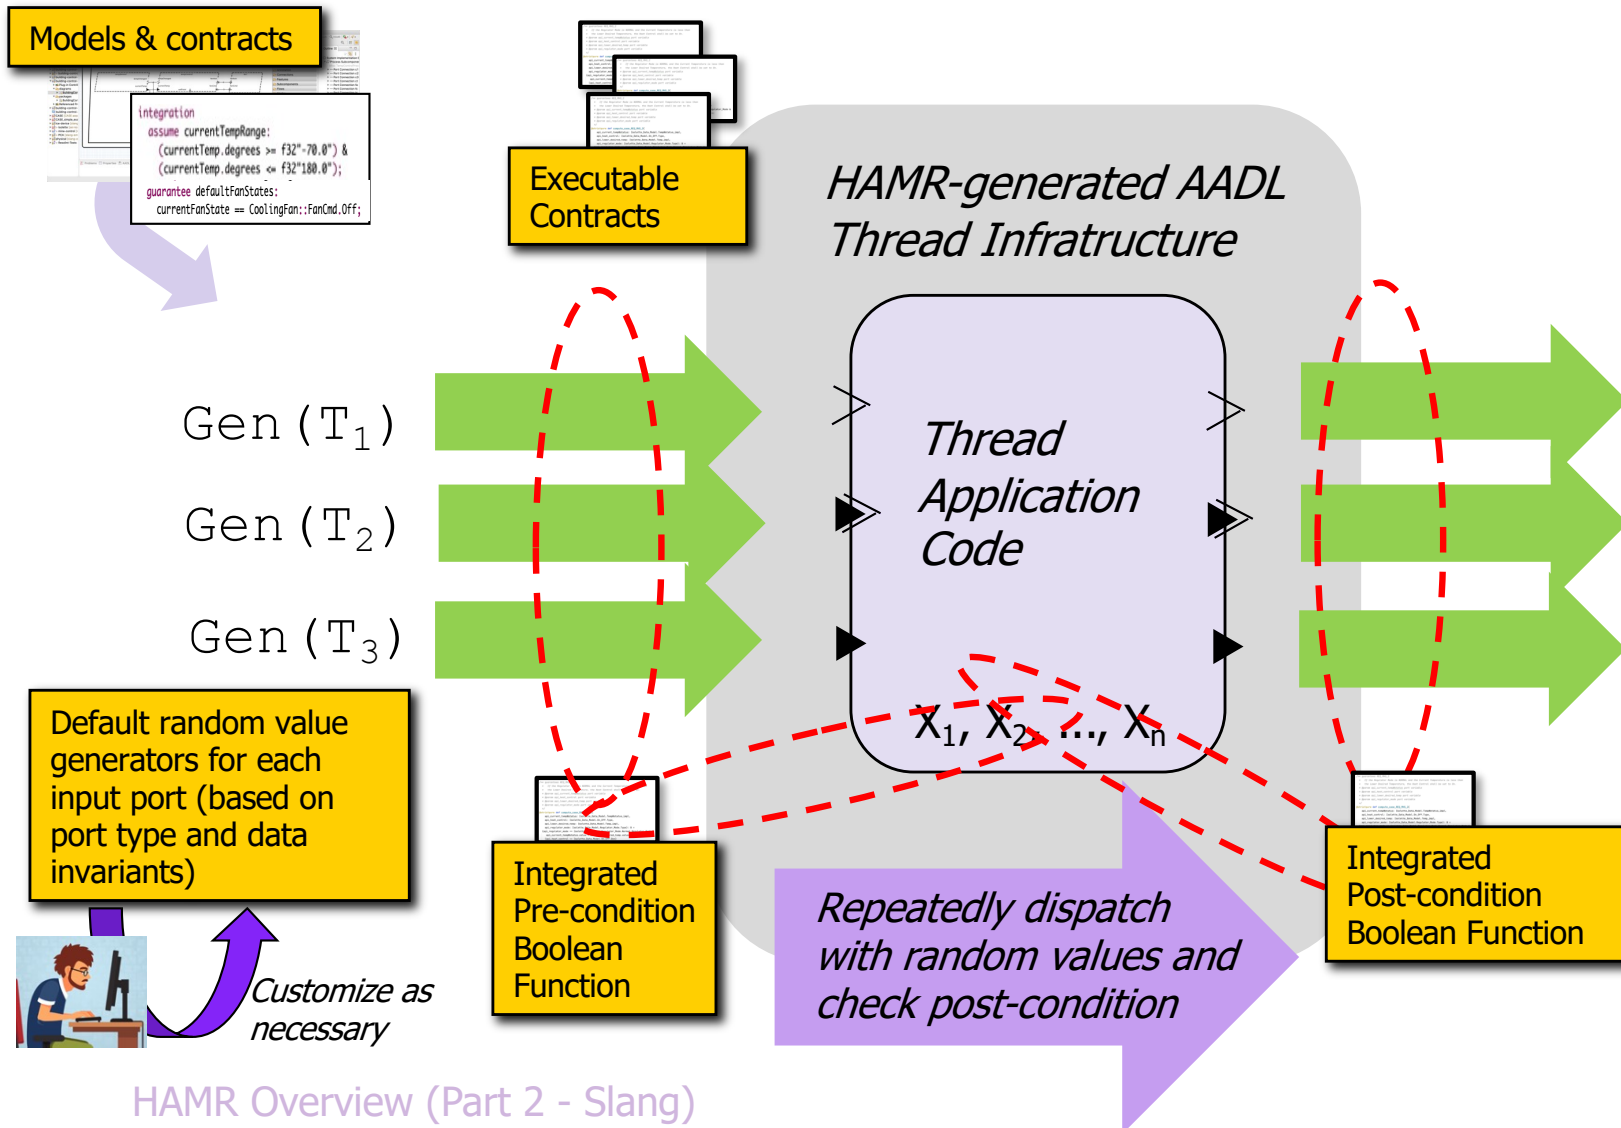 Models & contracts
integration
assume currentTempRange:
(currentTemp.degrees >= f32"-70.0") &
(currentTemp.degrees <= f32"180.0");
guarantee defaultFanStates:
currentFanState == CoolingFan::FanCmd.Off;
Executable
Contracts
HAMR-generated AADL
Thread Infratructure
Gen(T1)
Gen(T2)
Gen(T3)
Thread
Application
Code
X1, X2, ..., Xn
Default random value
generators for each
input port (based on
port type and data
invariants)
Customize as
necessary
Integrated
Pre-condition
Boolean
Function
Repeatedly dispatch
with random values and
check post-condition
Integrated
Post-condition
Boolean Function
HAMR Overview (Part 2 - Slang)